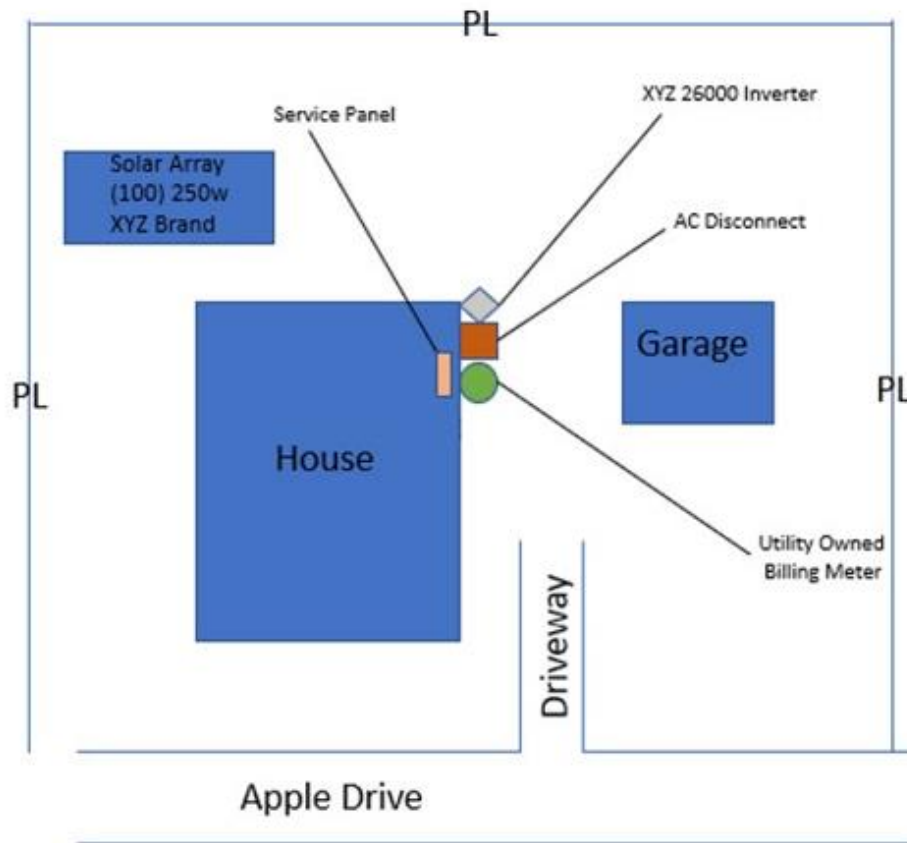 PL
XYZ 26000 Inverter
Service Panel
Solar Array
(100) 250w
XYZ Brand
AC Disconnect
Garage
PL
PL
House
Utility Owned
Billing Meter
Driveway
Apple Drive